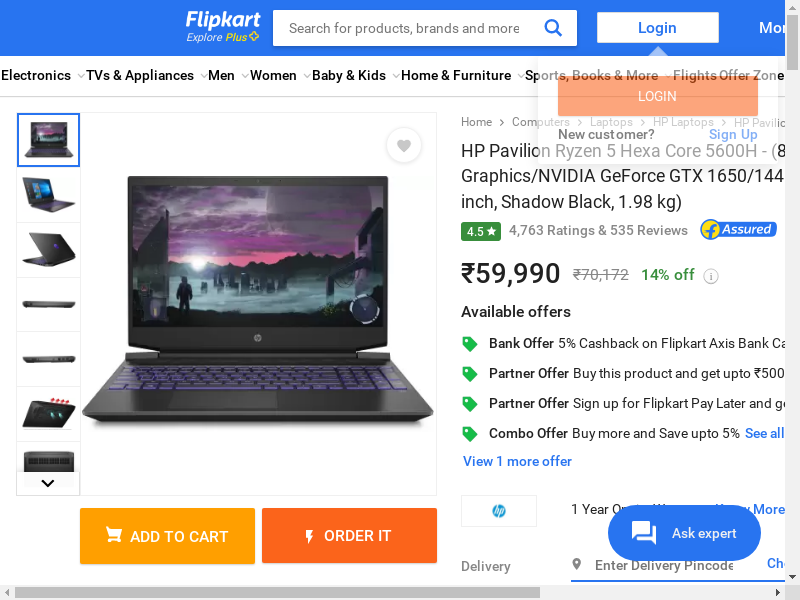 Flipkart
Explore Plus
Search for products, brands and more
Login
Electronics
TVs & Appliances
Men
Women
Baby & Kids
Home & Furniture
Sports, Books & More
Flights
Offer Zone
LOGIN
New customer?
Sign Up
Home
Computers
Laptops
HP Laptops
HP Pavilio
HP Pavilion Ryzen 5 Hexa Core 5600H - (8
Graphics/NVIDIA GeForce GTX 1650/144
inch, Shadow Black, 1.98 kg)
4.5
4,763 Ratings & 535 Reviews
Assured
₹59,990
₹70,172
14% off
Available offers
Bank Offer 5% Cashback on Flipkart Axis Bank Ca
Partner Offer Buy this product and get upto ₹500
Partner Offer Sign up for Flipkart Pay Later and ge
Combo Offer Buy more and Save upto 5% See all
View 1 more offer
hp
1 Year
More
Ask expert
ADD TO CART
ORDER IT
Delivery
Enter Delivery Pincode